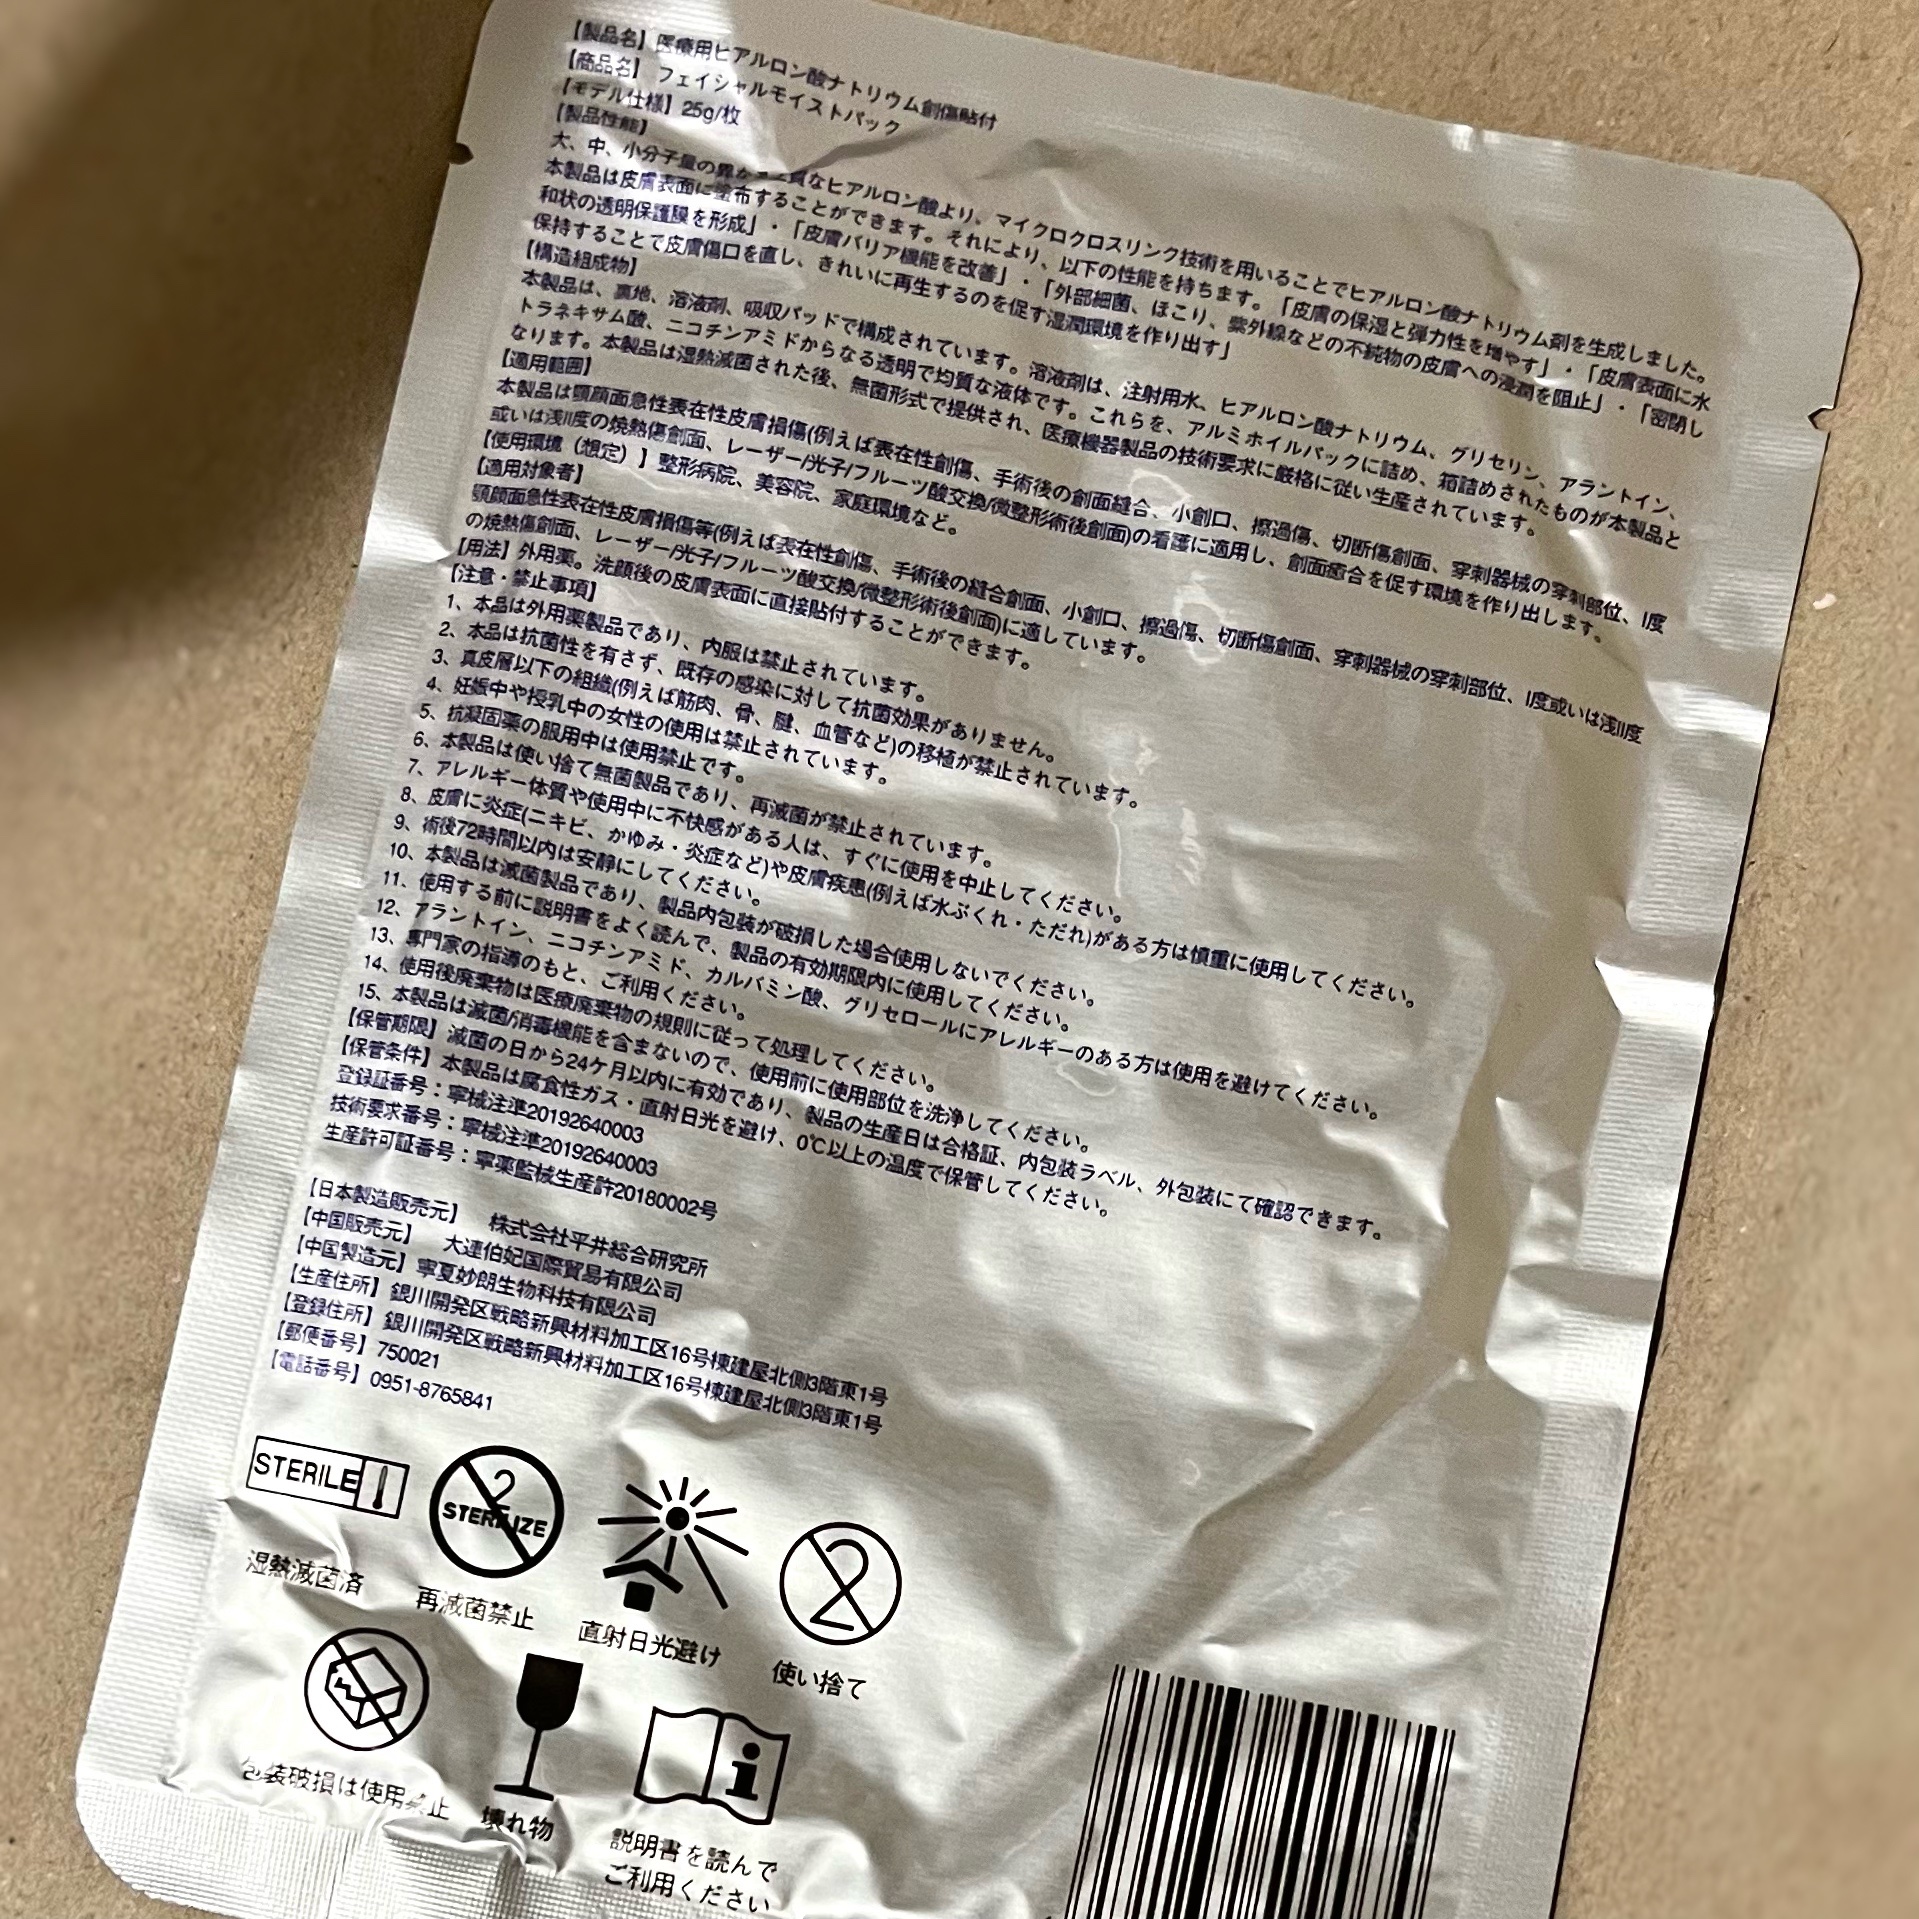 【製品名】医療用ヒアルロン酸ナトリウム創傷貼付
【商品名】 フェイシャルモイストパック
【モデル仕様】25g/枚
【製品性能】
大、中、小分子量の異 質なヒアルロン酸より、マイクロクロスリンク技術を用いることでヒアルロン酸ナトリウム剤を生成しました。
本製品は皮膚表面に塗布することができます。それにより、以下の性能を持ちます。「皮膚の保湿と弾力性を増やす」・「皮膚表面に水
和状の透明保護膜を形成」・「皮膚バリア機能を改善」・「外部細菌、ほこり、紫外線などの不純物の皮膚への浸潤を阻止」・「密閉し
保持することで皮膚傷口を直し、きれいに再生するのを促す湿潤環境を作り出す」
【構造組成物】
本製品は、裏地、溶液剤、吸収パッドで構成されています。溶液剤は、注射用水、ヒアルロン酸ナトリウム、グリセリン、アラントイン、
トラネキサム酸、ニコチンアミドからなる透明で均質な液体です。これらを、アルミホイルパックに詰め、箱詰めされたものが本製品と
なります。本製品は湿熱滅菌された後、無菌形式で提供され、医療機器製品の技術要求に厳格に従い生産されています。
【適用範囲】
本製品は顎顔面急性表在性皮膚損傷(例えば表在性創傷、手術後の創面縫合、小創口、擦過傷、切断傷創面、穿刺器械の穿刺部位、I度
或いは浅II度の焼熱傷創面、レーザー/光子/フルーツ酸交換/微整形術後創面)の看護に適用し、創面癒合を促す環境を作り出します。
【使用環境（想定）】整形病院、美容院、家庭環境など。
【適用対象者】
顎顔面急性表在性皮膚損傷等(例えば表在性創傷、手術後の縫合創面、小創口、擦過傷、切断傷創面、穿刺器械の穿刺部位、I度或いは浅II度
の焼熱傷創面、レーザー/光子/フルーツ酸交換/微整形術後創面)に適しています。
【用法】外用薬。洗顔後の皮膚表面に直接貼付することができます。
【注意・禁止事項】
1、本品は外用薬製品であり、内服は禁止されています。
2、本品は抗菌性を有さず、既存の感染に対して抗菌効果がありません。
3、真皮層以下の組織(例えば筋肉、骨、腱、血管など)の移植が禁止されています。
4、妊娠中や授乳中の女性の使用は禁止されています。
5、抗凝固薬の服用中は使用禁止です。
6、本製品は使い捨て無菌製品であり、再滅菌が禁止されています。
7、アレルギー体質や使用中に不快感がある人は、すぐに使用を中止してください。
8、皮膚に炎症(ニキビ、かゆみ・炎症など)や皮膚疾患(例えば水ぶくれ・ただれ)がある方は慎重に使用してください。
9、術後72時間以内は安静にしてください。
10、本製品は滅菌製品であり、製品内包装が破損した場合使用しないでください。
11、使用する前に説明書をよく読んで、製品の有効期限内に使用してください。
12、アラントイン、ニコチンアミド、カルバミン酸、グリセロールにアレルギーのある方は使用を避けてください。
13、専門家の指導のもと、ご利用ください。
14、使用後廃棄物は医療廃棄物の規則に従って処理してください。
15、本製品は滅菌/消毒機能を含まないので、使用前に使用部位を洗浄してください。
【保管期限】滅菌の日から24ケ月以内に有効であり、製品の生産日は合格証、内包装ラベル、外包装にて確認できます。
【保管条件】本製品は腐食性ガス・直射日光を避け、0℃以上の温度で保管してください。
登録証番号：寧械注準20192640003
技術要求番号：寧械注準20192640003
生産許可証番号：寧薬監械生産許20180002号
【日本製造販売元】 株式会社平井総合研究所
【中国販売元】 大連伯妃国際貿易有限公司
【中国製造元】寧夏妙朗生物科技有限公司
【生産住所】銀川開発区戦略新興材料加工区16号棟建屋北側3階東1号
【登録住所】銀川開発区戦略新興材料加工区16号棟建屋北側3階東1号
【郵便番号】750021
【電話番号】0951-8765841
STERILE
2
STERILIZE
2
湿熱滅菌済
再滅菌禁止
直射日光避け
使い捨て
i
包装破損は使用禁止
壊れ物
説明書を読んで
ご利用ください